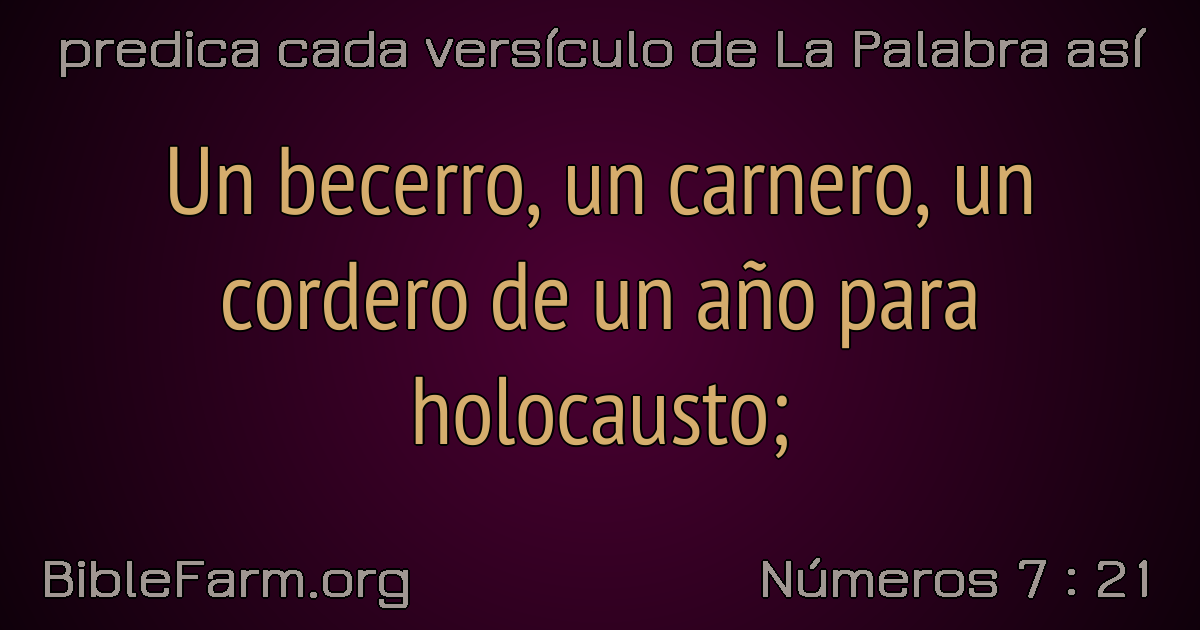 predica cada versículo de La Palabra así
Un becerro, un carnero, un
cordero de un año para
holocausto;
BibleFarm.org
Números 7 : 21